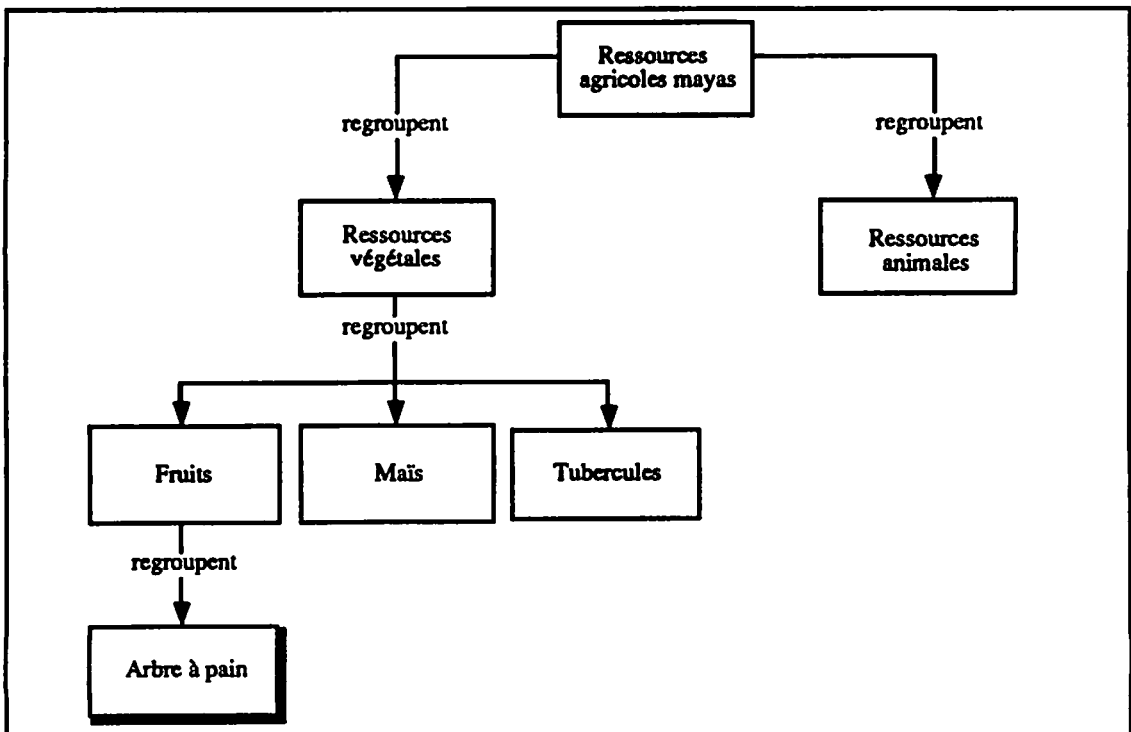 Ressources
agricoles mayas
regroupent
regroupent
Ressources
végétales
Ressources
animales
regroupent
Fruits
Maïs
Tubercules
regroupent
Arbre à pain